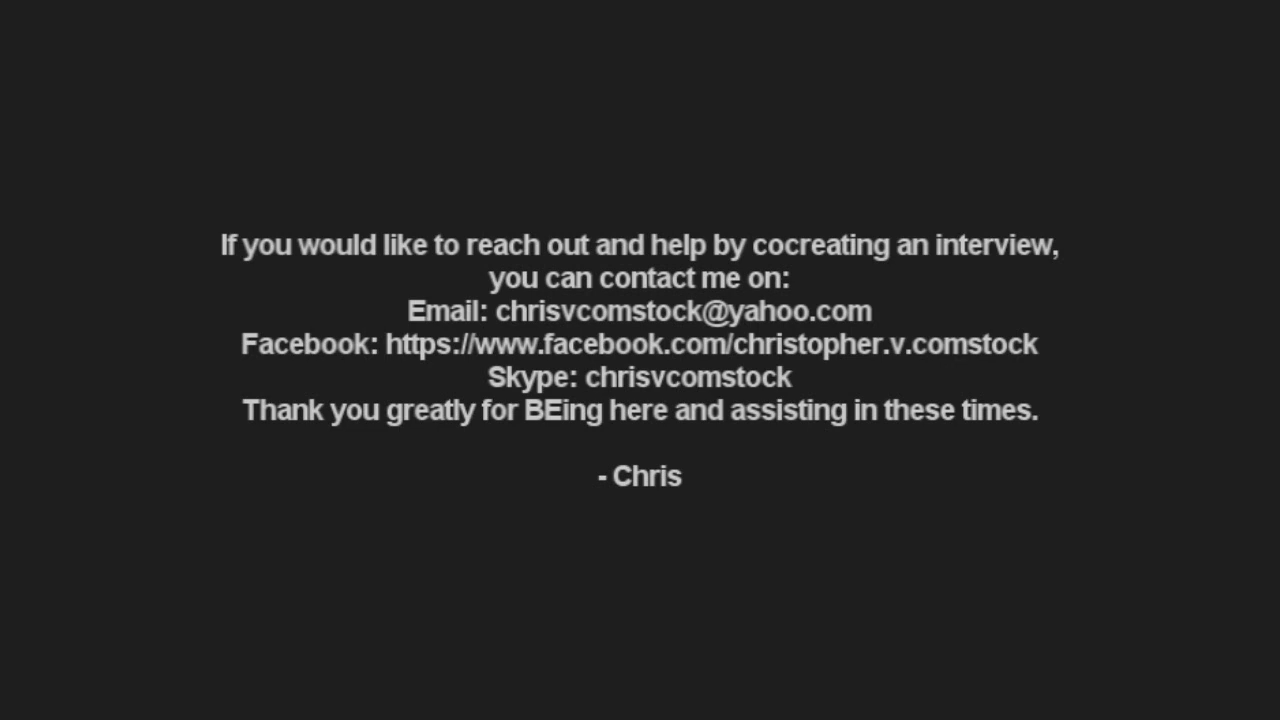 If you would like to reach out and help by cocreating an interview,
you can contact me on:
Email: chrisvcomstock@yahoo.com
Facebook: https://www.facebook.com/christopher.v.comstock
Skype: chrisvcomstock
Thank you greatly for BEing here and assisting in these times.
- Chris